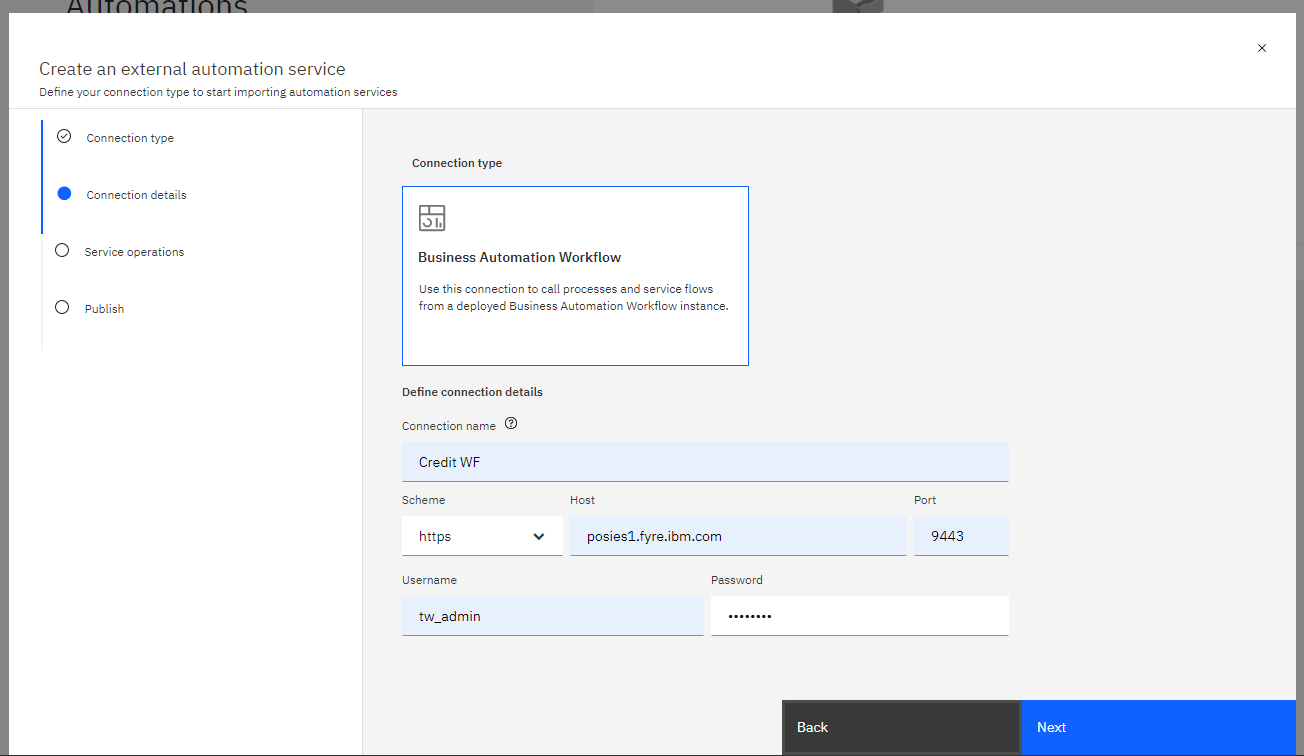 Automations
Create an external automation service
Define your connection type to start importing automation services
Connection type
Connection details
Service operations
Publish
Connection type
Business Automation Workflow
Use this connection to call processes and service flows
from a deployed Business Automation Workflow instance.
Define connection details
Connection name
Credit WF
Scheme Host Port
https posies1.fyre.ibm.com 9443
Username Password
tw_admin ••••••••
Back Next